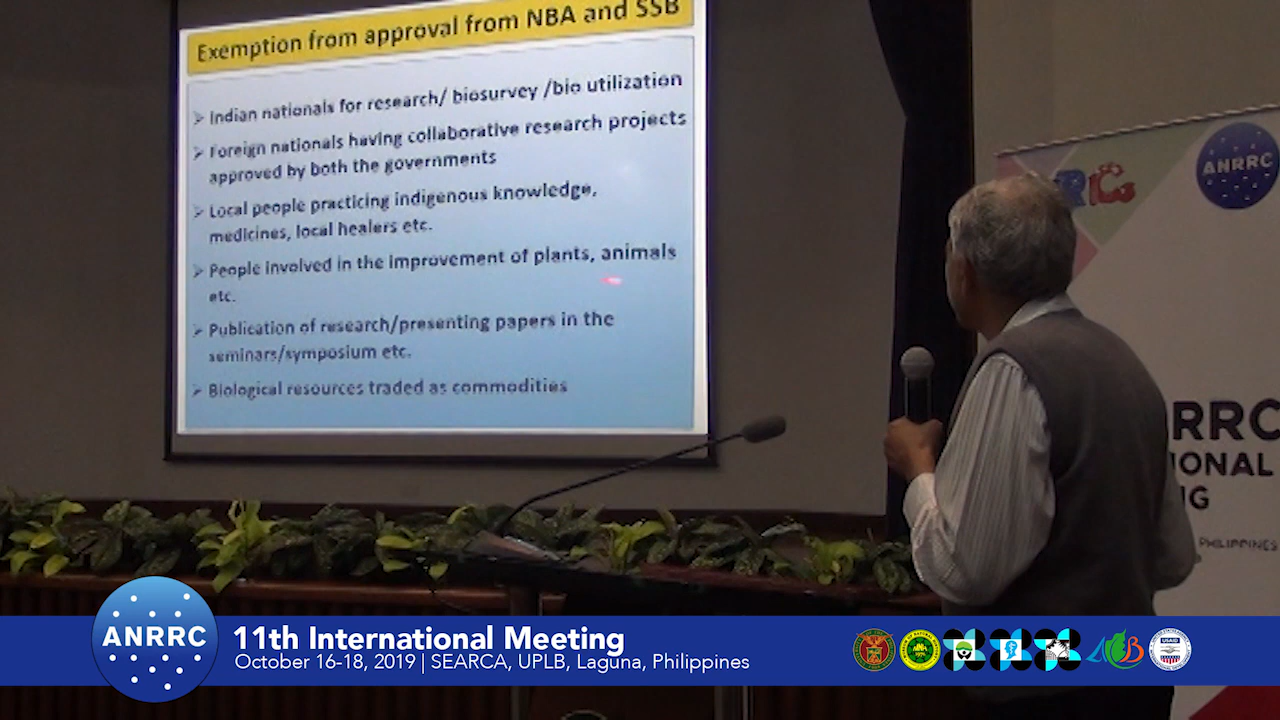 Exemption from approval from NBA and SSB
➢ Indian nationals for research/ biosurvey /bio utilization
➢ Foreign nationals having collaborative research projects
approved by both the governments
➢ Local people practicing indigenous knowledge,
medicines, local healers etc.
➢ People involved in the improvement of plants, animals
etc.
➢ Publication of research/presenting papers in the
seminars/symposium etc.
➢ Biological resources traded as commodities
ANRRC
RRC
IONAL
NG
PHILIPPINES
ANRRC
11th International Meeting
October 16-18, 2019 | SEARCA, UPLB, Laguna, Philippines
USAID